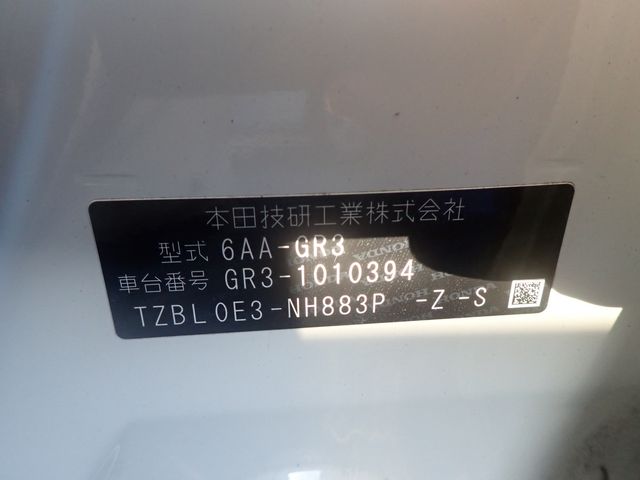 本田技研工業株式会社
型式 6AA-GR3
車台番号 GR3-1010394
TZBL0E3-NH883P -Z-S